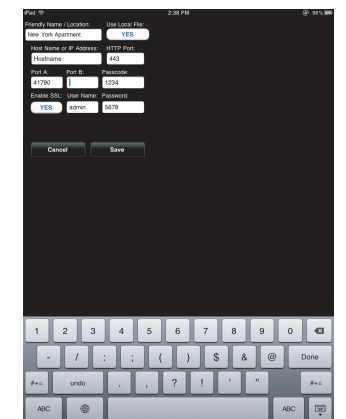 iPad 2:38 PM 98%
Friendly Name / Location: Use Local File:
New York Apartment YES
Host Name or IP Address: HTTP Port:
Hostname 443
Port A: Port B: Passcode:
41790 1234
Enable SSL: User Name: Password:
YES admin 5678
Cancel Save
1 2 3 4 5 6 7 8 9 0
- / : ; ( ) $ & @ Done
#+= undo . , ? ! ' " #+=
ABC ABC